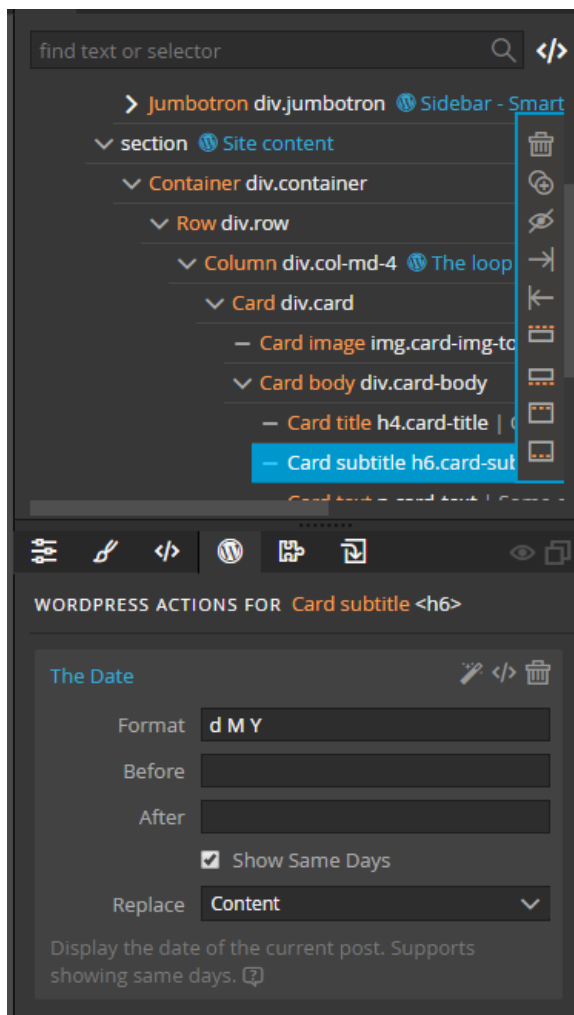 find text or selector </>
Jumbotron div.jumbotron Sidebar - Smart
section Site content
Container div.container
Row div.row
Column div.col-md-4 The loop
Card div.card
Card image img.card-img-to
Card body div.card-body
Card title h4.card-title |
Card subtitle h6.card-sub
</>
WORDPRESS ACTIONS FOR Card subtitle <h6>
The Date </>
Format d M Y
Before
After
Show Same Days
Replace Content
Display the date of the current post. Supports
showing same days.